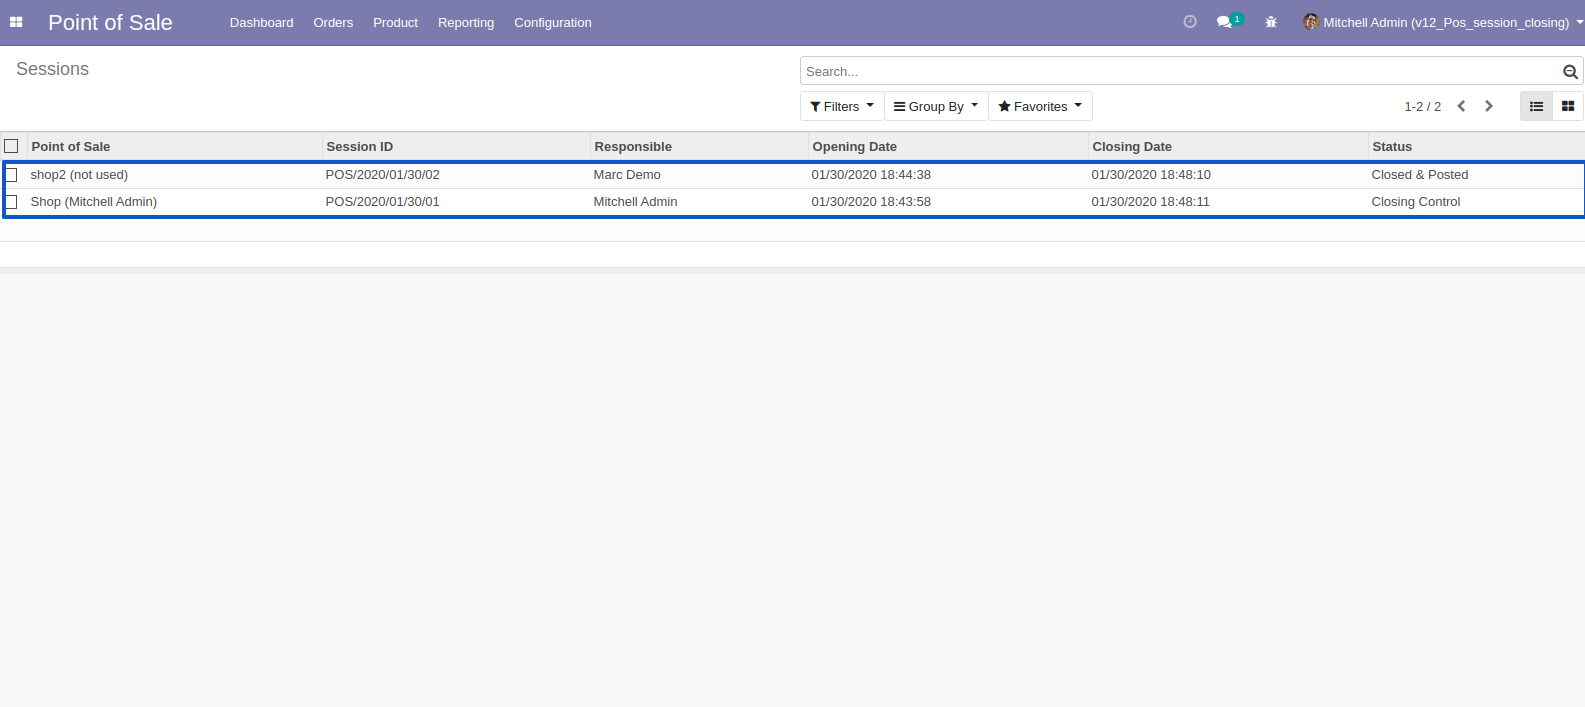 Point of Sale Dashboard Orders Product Reporting Configuration 1 Mitchell Admin (v12_Pos_session_closing)
Sessions
Search...
Filters Group By Favorites 1-2 / 2
Point of Sale Session ID Responsible Opening Date Closing Date Status
shop2 (not used) POS/2020/01/30/02 Marc Demo 01/30/2020 18:44:38 01/30/2020 18:48:10 Closed & Posted
Shop (Mitchell Admin) POS/2020/01/30/01 Mitchell Admin 01/30/2020 18:43:58 01/30/2020 18:48:11 Closing Control